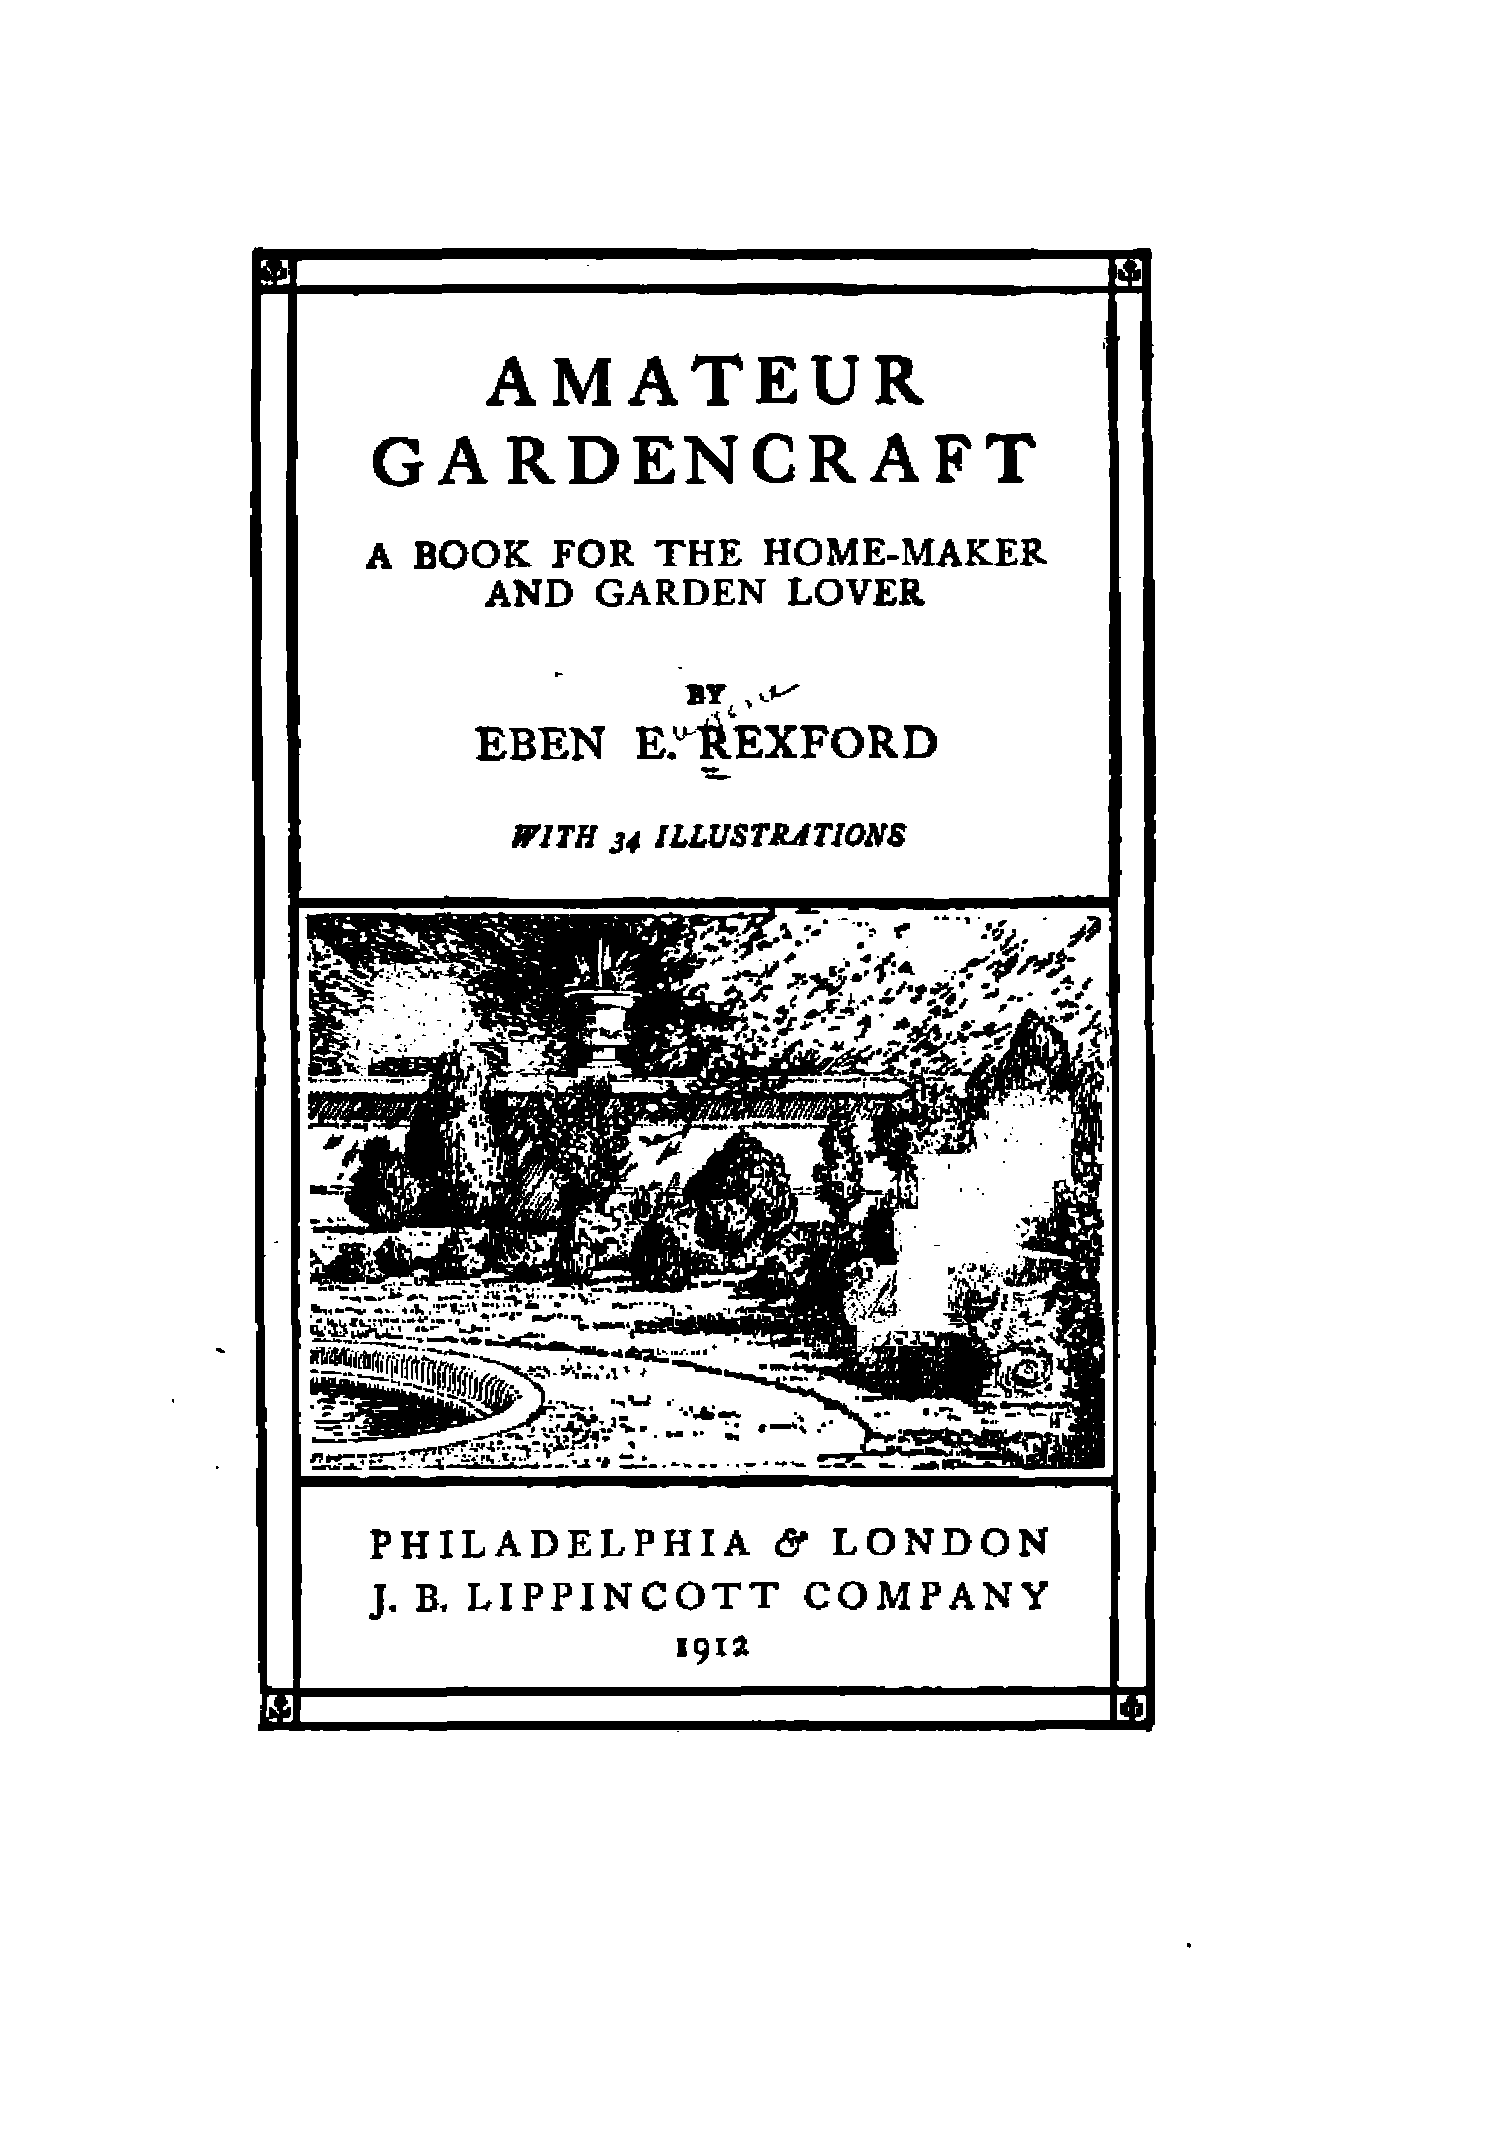 AMATEUR
GARDENCRAFT
A BOOK FOR THE HOME-MAKER
AND GARDEN LOVER
BY
EBEN E. REXFORD
WITH 34 ILLUSTRATIONS
PHILADELPHIA & LONDON
J. B. LIPPINCOTT COMPANY
1912